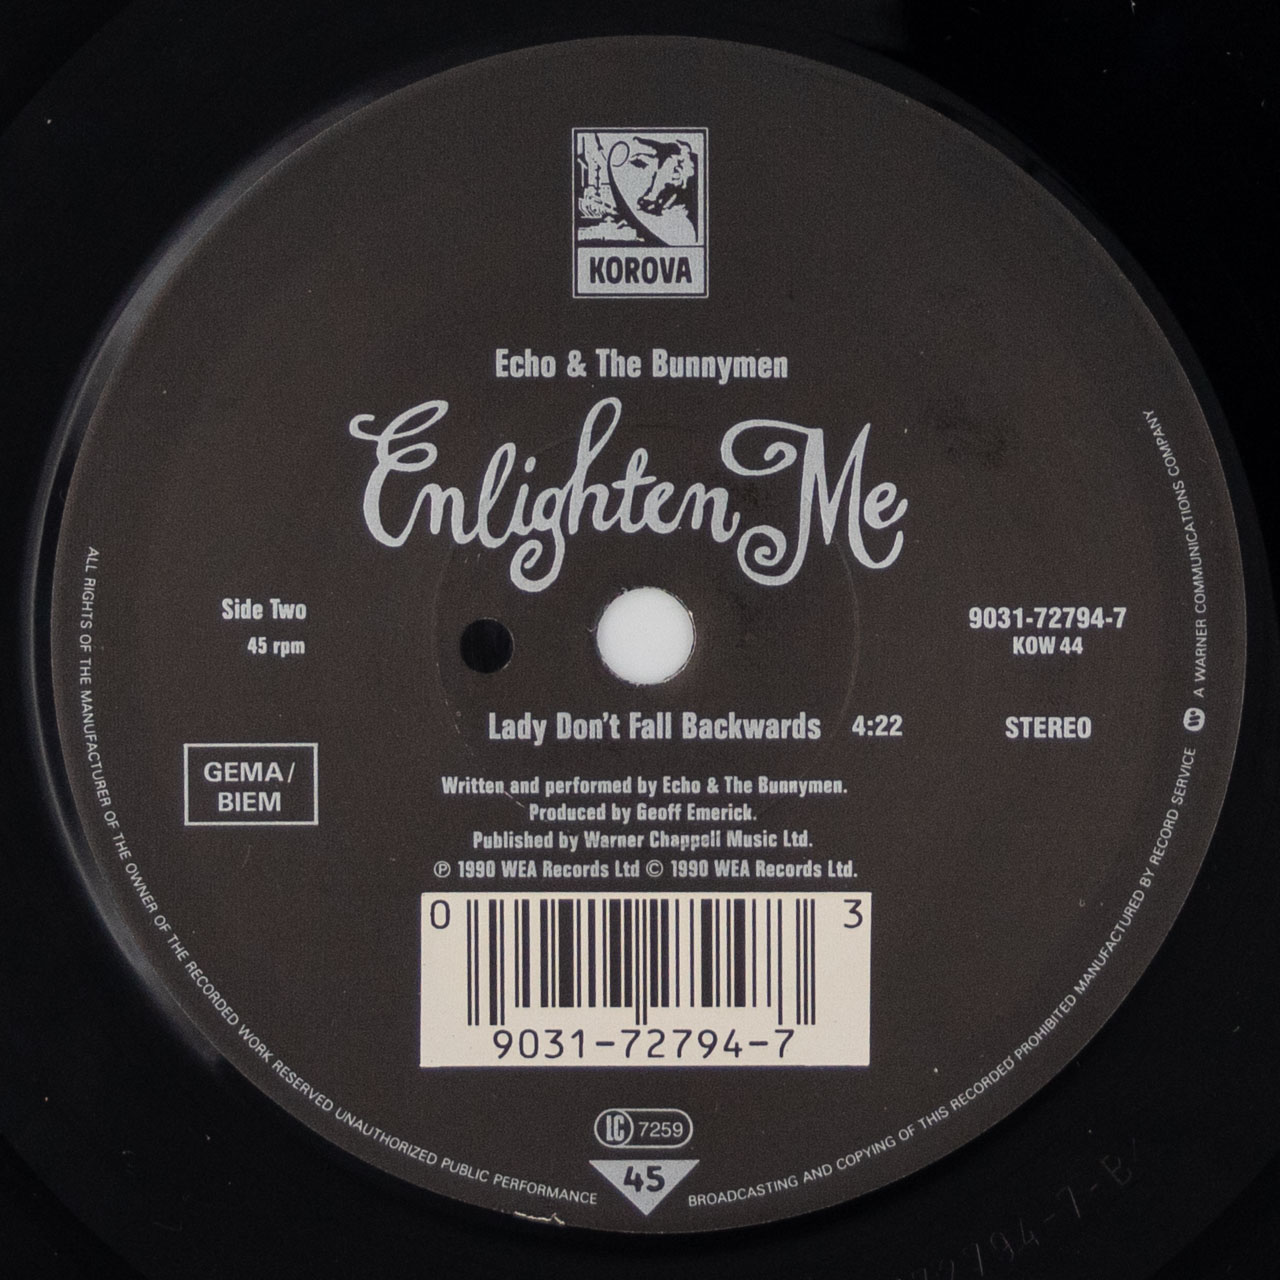 KOROVA
Echo & The Bunnymen
Enlighten Me
Side Two
45 rpm
9031-72794-7
KOW 44
Lady Don't Fall Backwards 4:22
STEREO
GEMA/
BIEM
Written and performed by Echo & The Bunnymen.
Produced by Geoff Emerick.
Published by Warner Chappell Music Ltd.
℗ 1990 WEA Records Ltd © 1990 WEA Records Ltd.
0 3
9031-72794-7
LC 7259
45
ALL RIGHTS OF THE MANUFACTURER OF THE OWNER OF THE RECORDED WORK RESERVED UNAUTHORIZED PUBLIC PERFORMANCE
BROADCASTING AND COPYING OF THIS RECORDED PROHIBITED MANUFACTURED BY RECORD SERVICE A WARNER COMMUNICATIONS COMPANY
72794-7-B